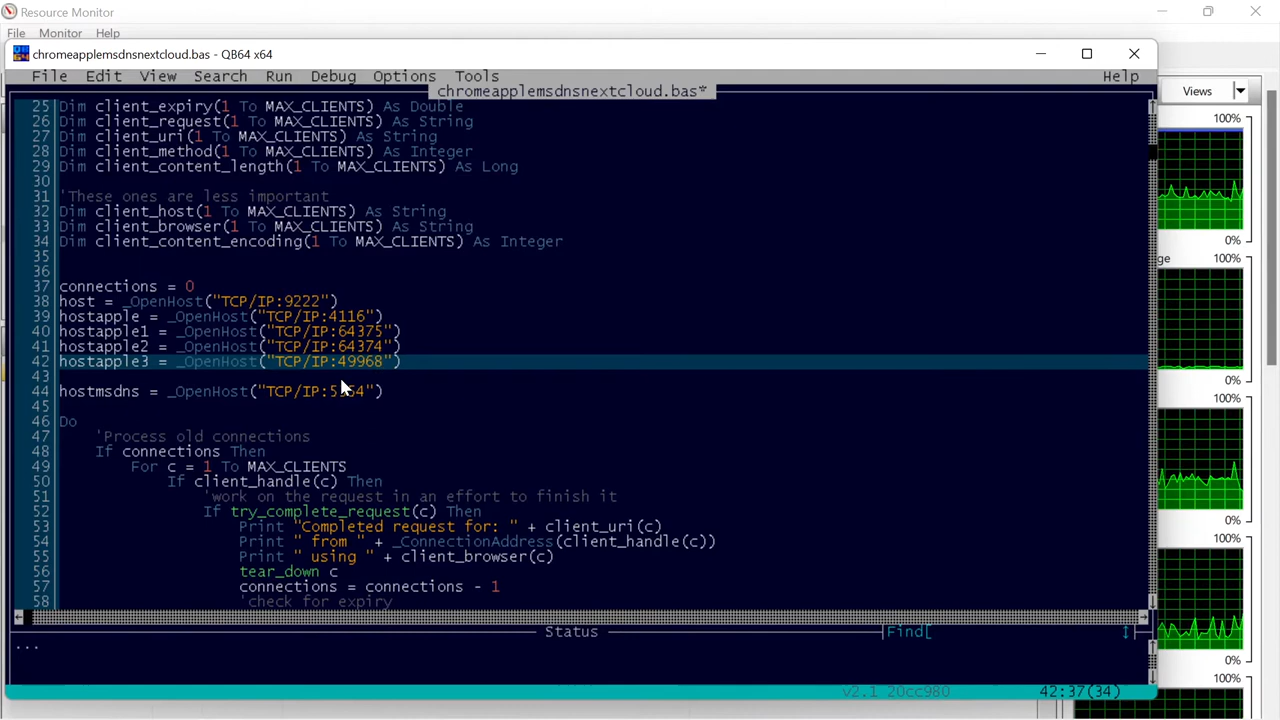 Resource Monitor
File Monitor Help
chromeapplemsdnsnextcloud.bas - QB64 x64
File Edit View Search Run Debug Options Tools Help
chromeapplemsdnsnextcloud.bas*
25 Dim client_expiry(1 To MAX_CLIENTS) As Double
26 Dim client_request(1 To MAX_CLIENTS) As String
27 Dim client_uri(1 To MAX_CLIENTS) As String
28 Dim client_method(1 To MAX_CLIENTS) As Integer
29 Dim client_content_length(1 To MAX_CLIENTS) As Long
30
31 'These ones are less important
32 Dim client_host(1 To MAX_CLIENTS) As String
33 Dim client_browser(1 To MAX_CLIENTS) As String
34 Dim client_content_encoding(1 To MAX_CLIENTS) As Integer
35
36
37 connections = 0
38 host = _OpenHost("TCP/IP:9222")
39 hostapple = _OpenHost("TCP/IP:4116")
40 hostapple1 = _OpenHost("TCP/IP:64375")
41 hostapple2 = _OpenHost("TCP/IP:64374")
42 hostapple3 = _OpenHost("TCP/IP:49968")
43
44 hostmsdns = _OpenHost(
45
46 Do
47 'Process old connections
48 If connections Then
49 For c = 1 To MAX_CLIENTS
50 If client_handle(c) Then
51 'work on the request in an effort to finish it
52 If try_complete_request(c) Then
53 Print "Completed request for: " + client_uri(c)
54 Print " from " + _ConnectionAddress(client_handle(c))
55 Print " using " + client_browser(c)
56 tear_down c
57 connections = connections - 1
58 'check for expiry
Status
Find[
...
v2.1 20cc980 42:37(34)
Views
100%
0%
ge 100%
0%
100%
0%
100%
0%
100%